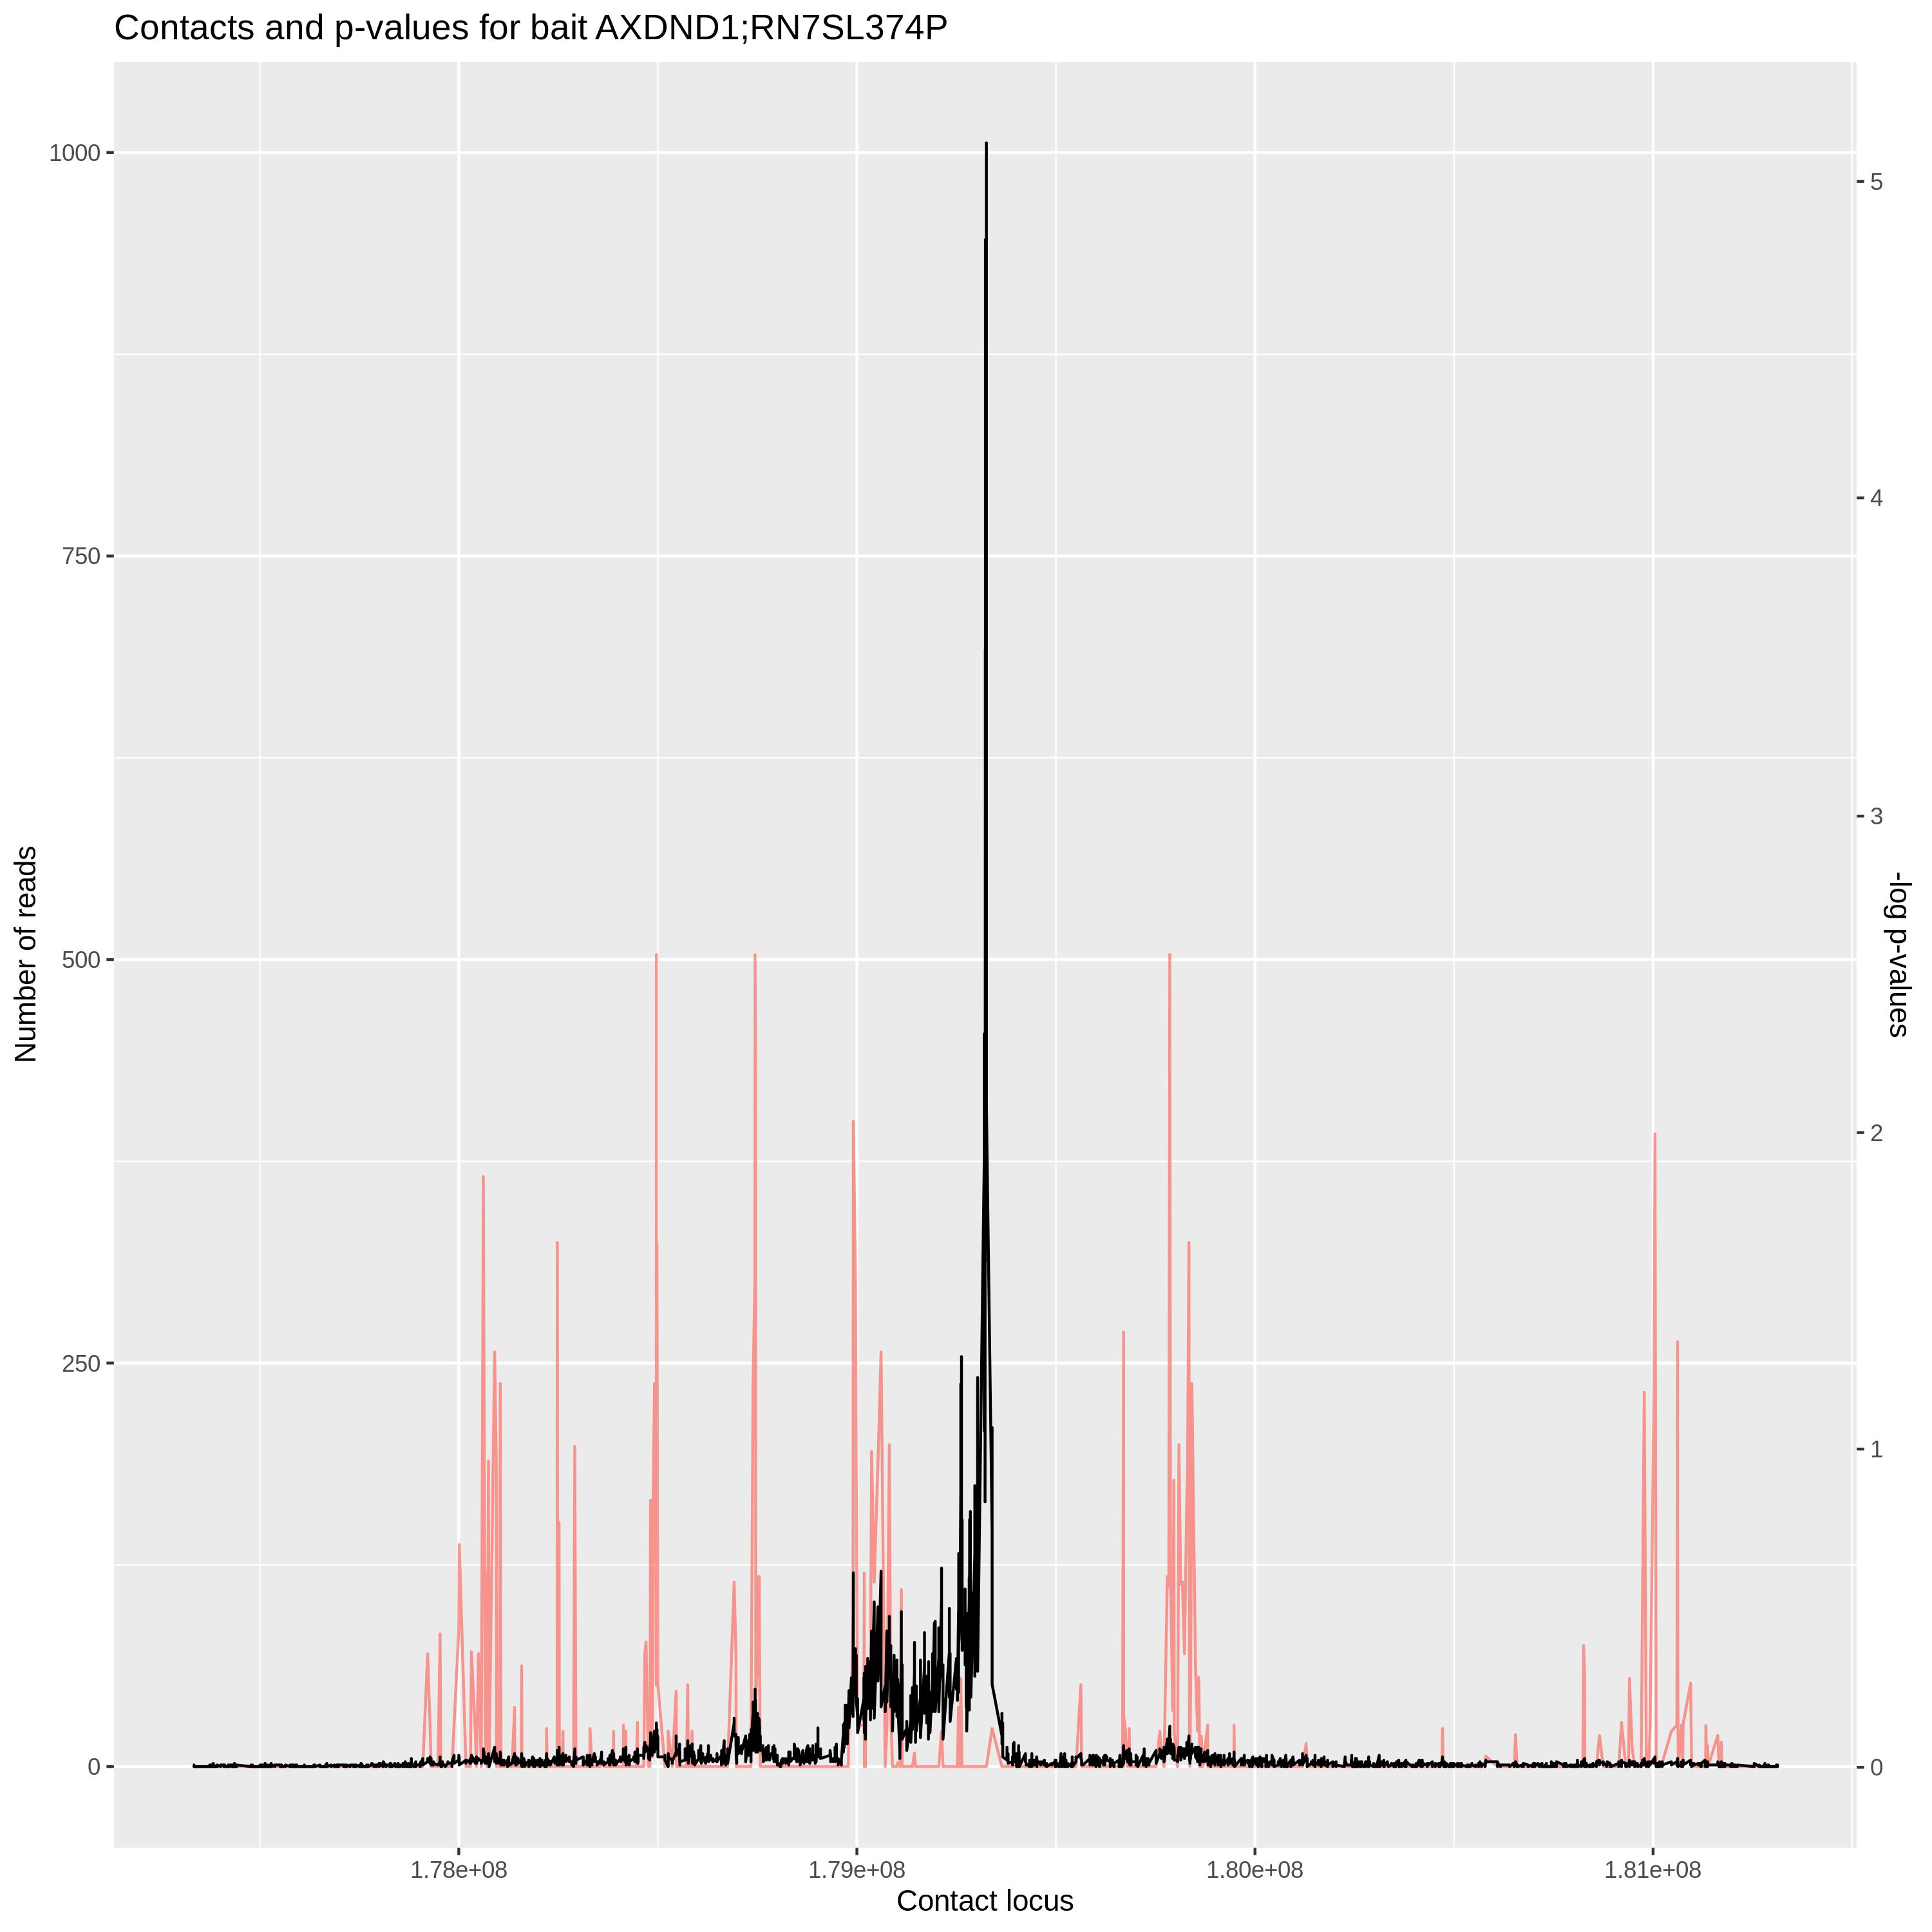 Contacts and p-values for bait AXDND1;RN7SL374P
1000
750
500
250
0
Number of reads
5
4
3
2
1
0
-log p-values
1.78e+08
1.79e+08
1.80e+08
1.81e+08
Contact locus